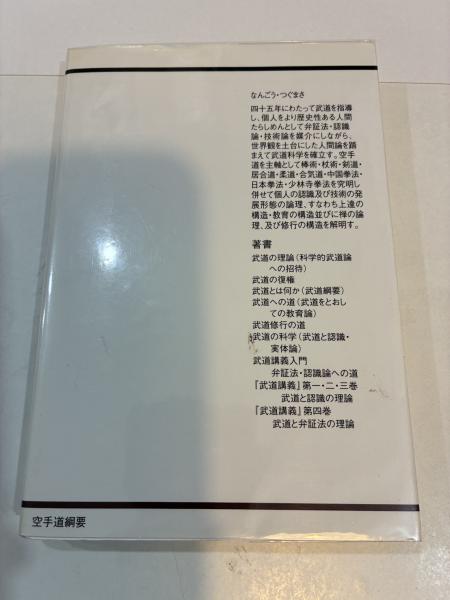 なんごう・つぐまさ
四十五年にわたって武道を指導
し、個人をより歴史性ある人間
たらしめんとして弁証法・認識
論・技術論を媒介にしながら、
世界観を土台にした人間論を踏
まえて武道科学を確立す。空手
道を主軸として棒術・杖術・剣道・
居合道・柔道・合気道・中国拳法・
日本拳法・少林寺拳法を究明し
併せて個人の認識及び技術の発
展形態の論理、すなわち上達の
構造・教育の構造並びに禅の論
理、及び修行の構造を解明す。
著書
武道の理論（科学的武道論
への招待）
武道の復権
武道とは何か（武道綱要）
武道への道（武道をとおし
ての教育論）
武道修行の道
武道の科学（武道と認識・
実体論）
武道講義入門
弁証法・認識論への道
『武道講義』第一・二・三巻
武道と認識の理論
『武道講義』第四巻
武道と弁証法の理論
空手道綱要